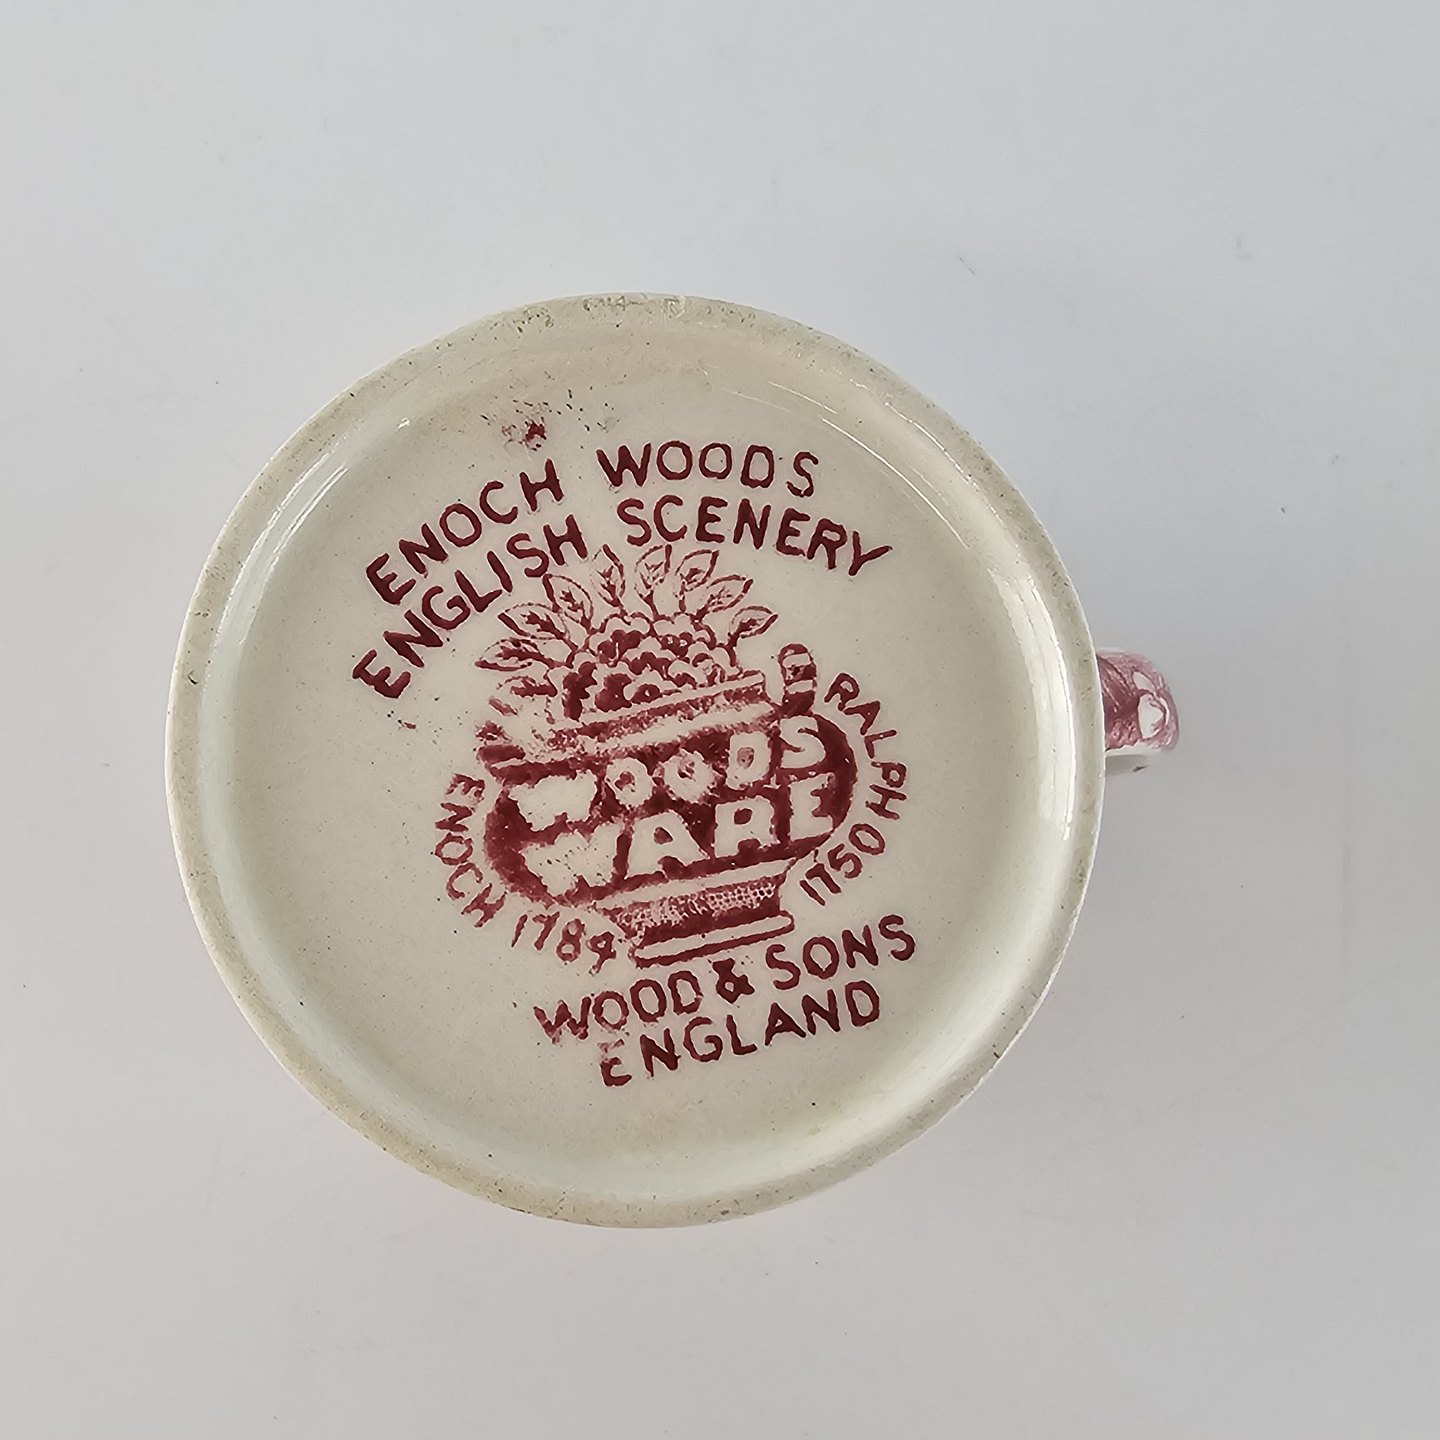 ENOCH WOODS
ENGLISH SCENERY
WOODS
WARE
ENOCH 1784
RALPH 1750
WOOD & SONS
ENGLAND